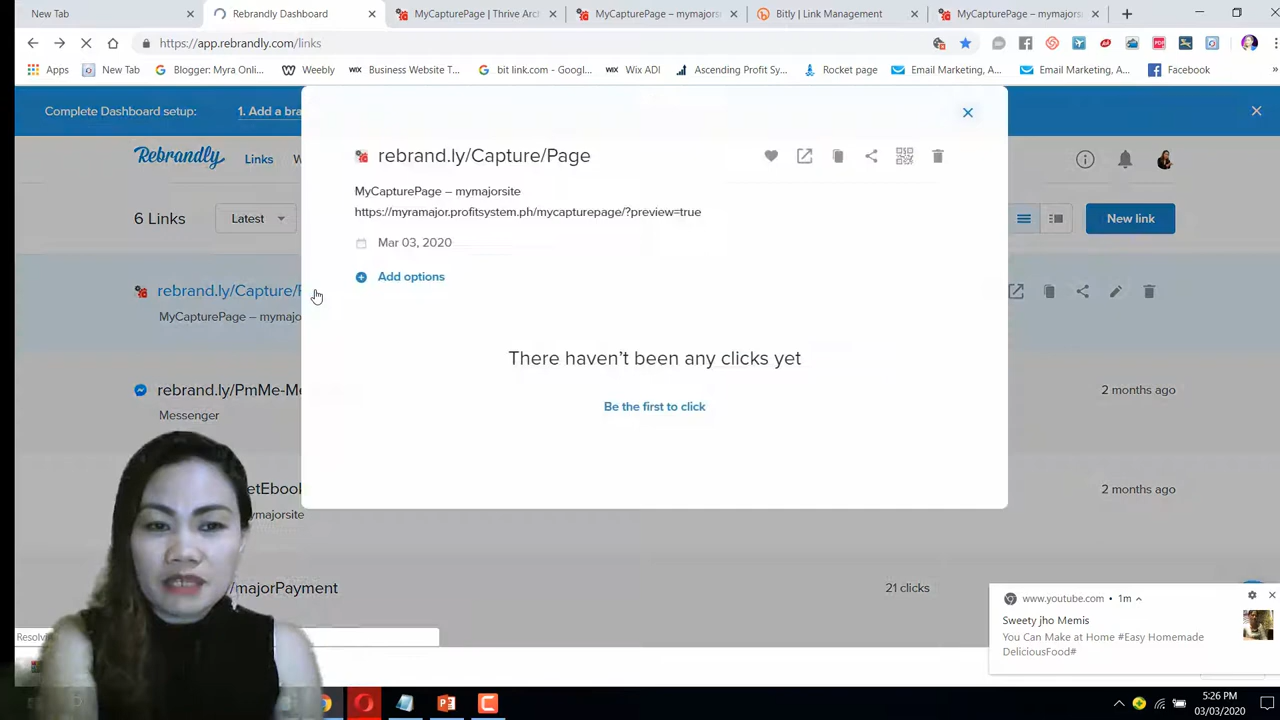 New Tab
Rebrandly Dashboard
MyCapturePage | Thrive Arc
MyCapturePage – mymajorsi
Bitly | Link Management
MyCapturePage – mymajorsi
https://app.rebrandly.com/links
Apps
New Tab
Blogger: Myra Onli...
Weebly
Business Website T...
bit link.com - Googl...
Wix ADI
Ascending Profit Sy...
Rocket page
Email Marketing, A...
Email Marketing, A...
Facebook
Complete Dashboard setup:
1. Add a bra
Rebrandly
Links
W
rebrand.ly/Capture/Page
MyCapturePage – mymajorsite
https://myramajor.profitsystem.ph/mycapturepage/?preview=true
6 Links
Latest
New link
Mar 03, 2020
Add options
rebrand.ly/Capture/P
MyCapturePage – mymajo
There haven't been any clicks yet
Be the first to click
rebrand.ly/PmMe-Me
Messenger
2 months ago
etEbook
mymajorsite
2 months ago
/majorPayment
21 clicks
www.youtube.com • 1m
Sweety jho Memis
You Can Make at Home #Easy Homemade
DeliciousFood#
Resolvi
5:26 PM
03/03/2020